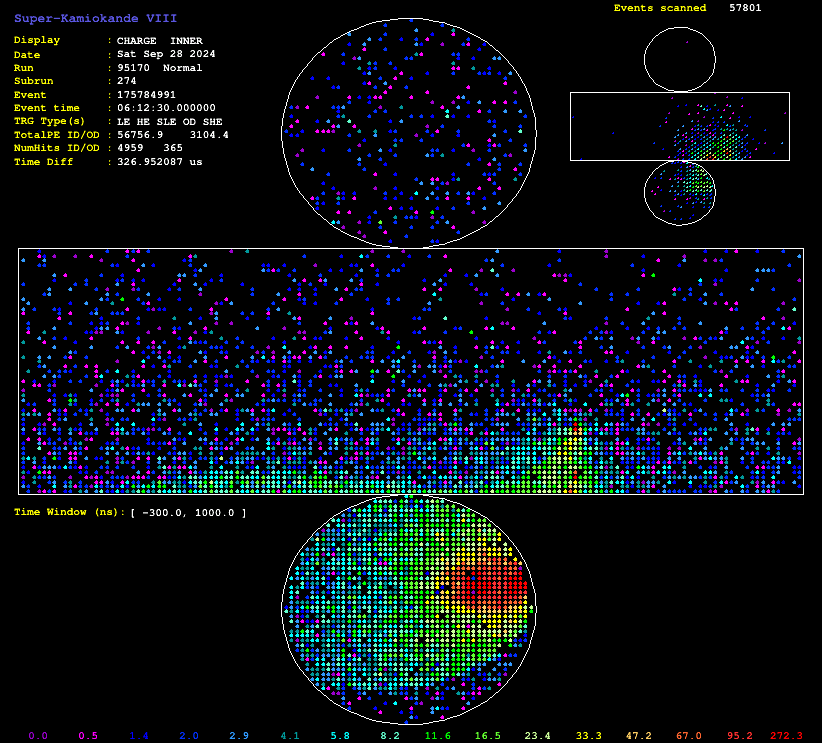 Super-Kamiokande VIII
Events scanned 57801
Display : CHARGE INNER
Date : Sat Sep 28 2024
Run : 95170 Normal
Subrun : 274
Event : 175784991
Event time : 06:12:30.000000
TRG Type(s) : LE HE SLE OD SHE
TotalPE ID/OD : 56756.9 3104.4
NumHits ID/OD : 4959 365
Time Diff : 326.952087 us
Time Window (ns): [ -300.0, 1000.0 ]
0.0 0.5 1.4 2.0 2.9 4.1 5.8 8.2 11.6 16.5 23.4 33.3 47.2 67.0 95.2 272.3